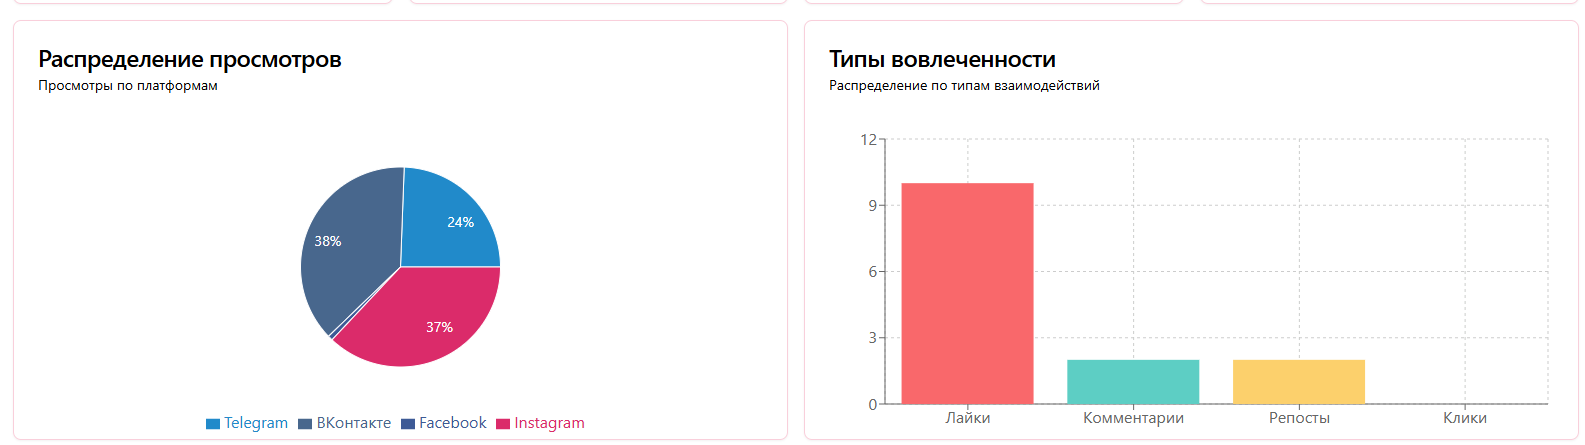 Распределение просмотров
Просмотры по платформам
24%
38%
37%
Telegram ВКонтакте Facebook Instagram
Типы вовлеченности
Распределение по типам взаимодействий
12
9
6
3
0
Лайки Комментарии Репосты Клики